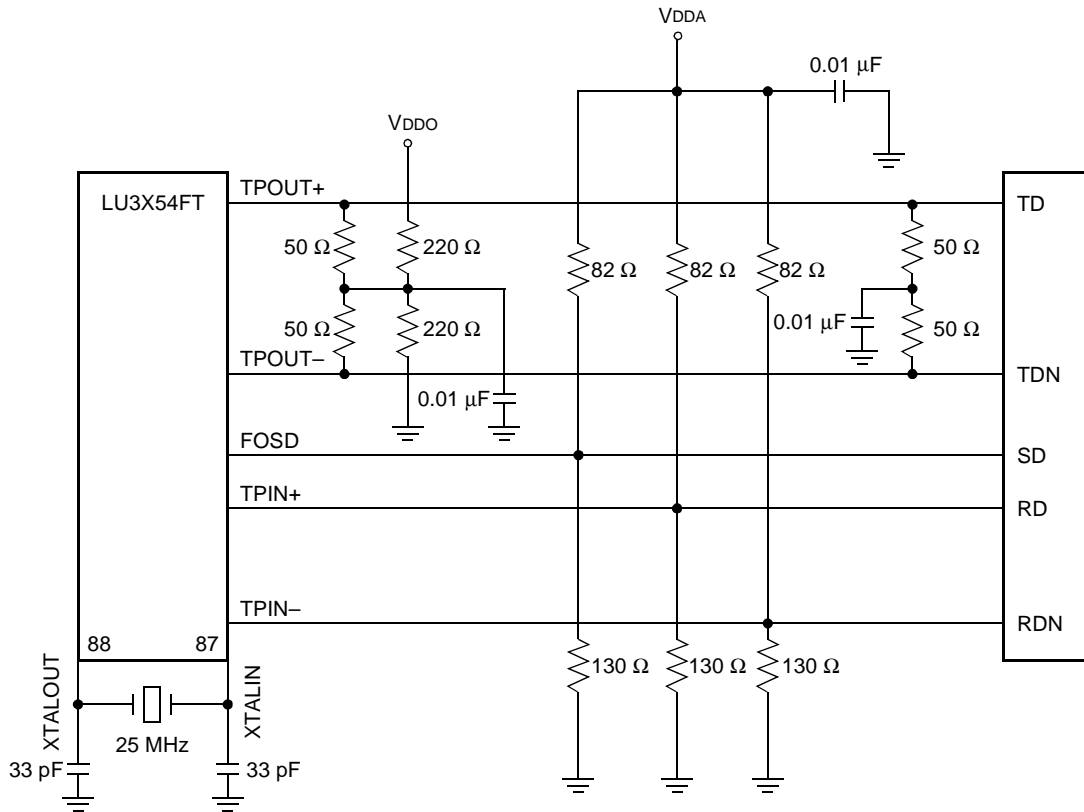 VDDA
0.01 μF
VDDO
LU3X54FT
TPOUT+
TD
50 Ω
220 Ω
82 Ω
82 Ω
82 Ω
50 Ω
50 Ω
220 Ω
0.01 μF
50 Ω
TPOUT–
TDN
0.01 μF
FOSD
SD
TPIN+
RD
TPIN–
RDN
88
87
130 Ω
130 Ω
130 Ω
XTALOUT
XTALIN
25 MHz
33 pF
33 pF